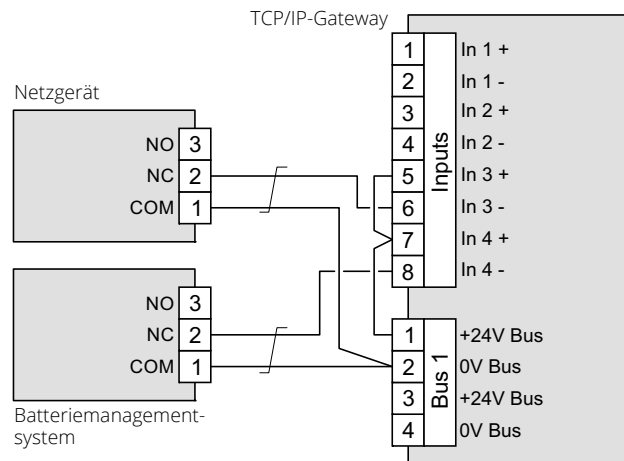 TCP/IP-Gateway
Netzgerät
NO 3
NC 2
COM 1
Batteriemanagement-
system
NO 3
NC 2
COM 1
Inputs
1 In 1 +
2 In 1 -
3 In 2 +
4 In 2 -
5 In 3 +
6 In 3 -
7 In 4 +
8 In 4 -
Bus 1
1 +24V Bus
2 0V Bus
3 +24V Bus
4 0V Bus